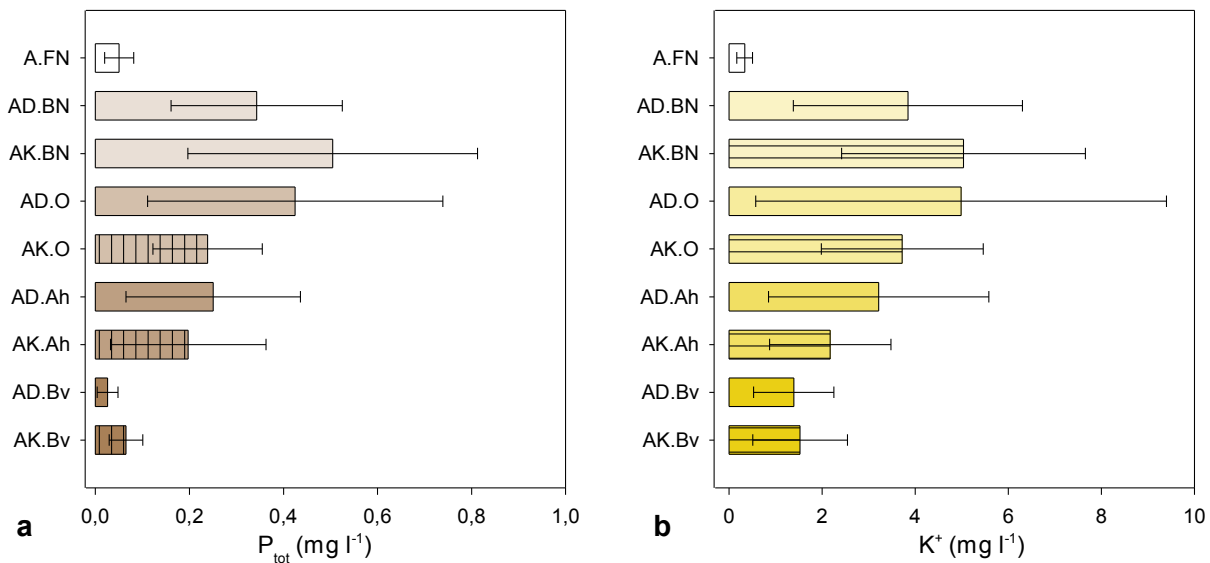 A.FN
AD.BN
AK.BN
AD.O
AK.O
AD.Ah
AK.Ah
AD.Bv
AK.Bv
0,0 0,2 0,4 0,6 0,8 1,0
a
P_tot (mg l⁻¹)
A.FN
AD.BN
AK.BN
AD.O
AK.O
AD.Ah
AK.Ah
AD.Bv
AK.Bv
0 2 4 6 8 10
b
K⁺ (mg l⁻¹)